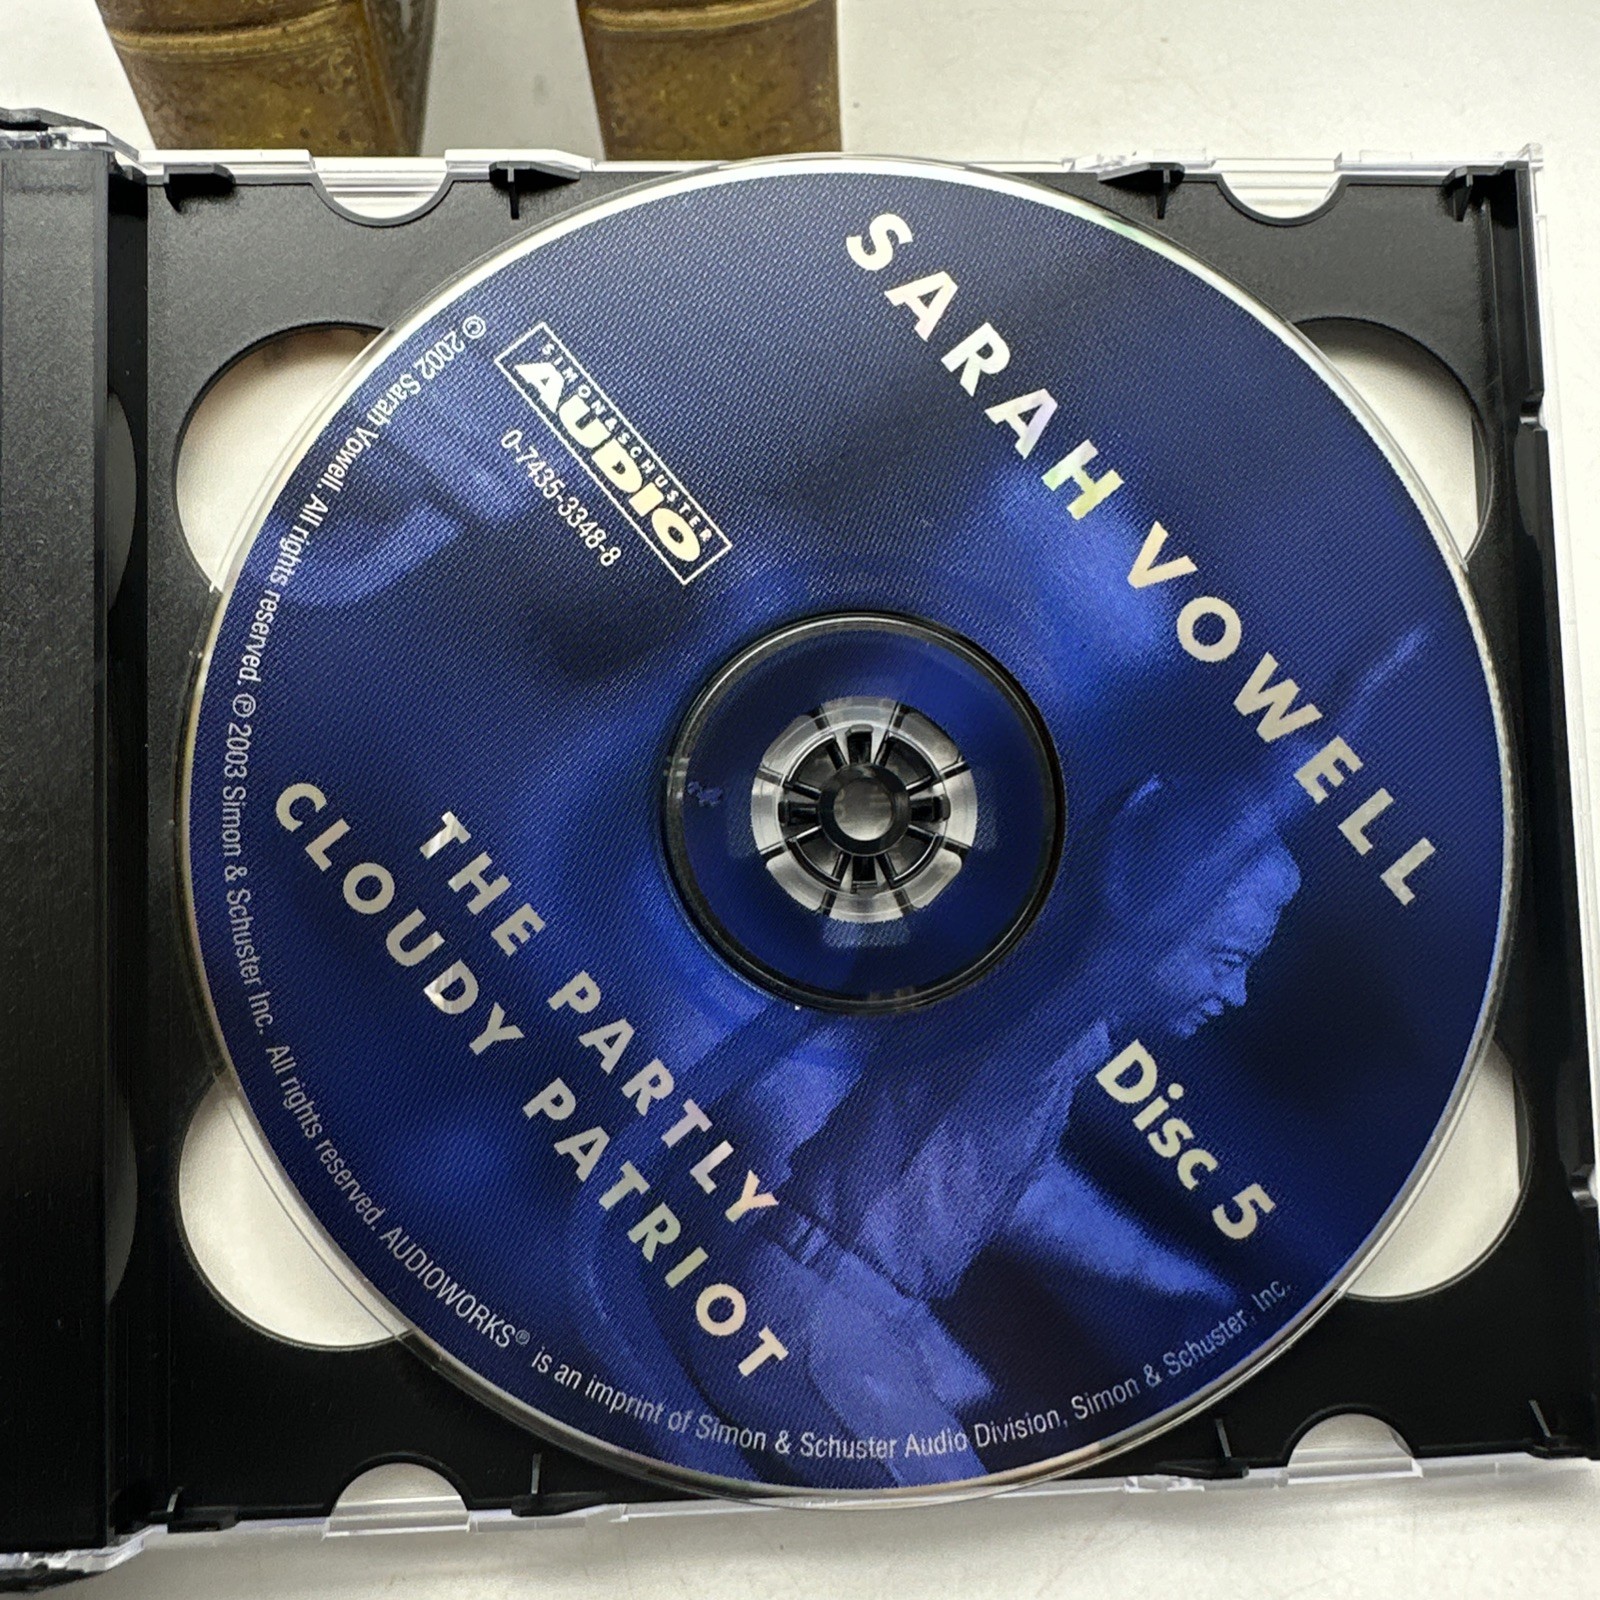 SARAH VOWELL
SIMON & SCHUSTER
AUDIO
0-7435-3348-8
THE PARTLY
CLOUDY PATRIOT
Disc 5
© 2002 Sarah Vowell. All rights reserved. ℗ 2003 Simon & Schuster Inc. All rights reserved. AUDIOWORKS® is an imprint of Simon & Schuster Audio Division, Simon & Schuster, Inc.